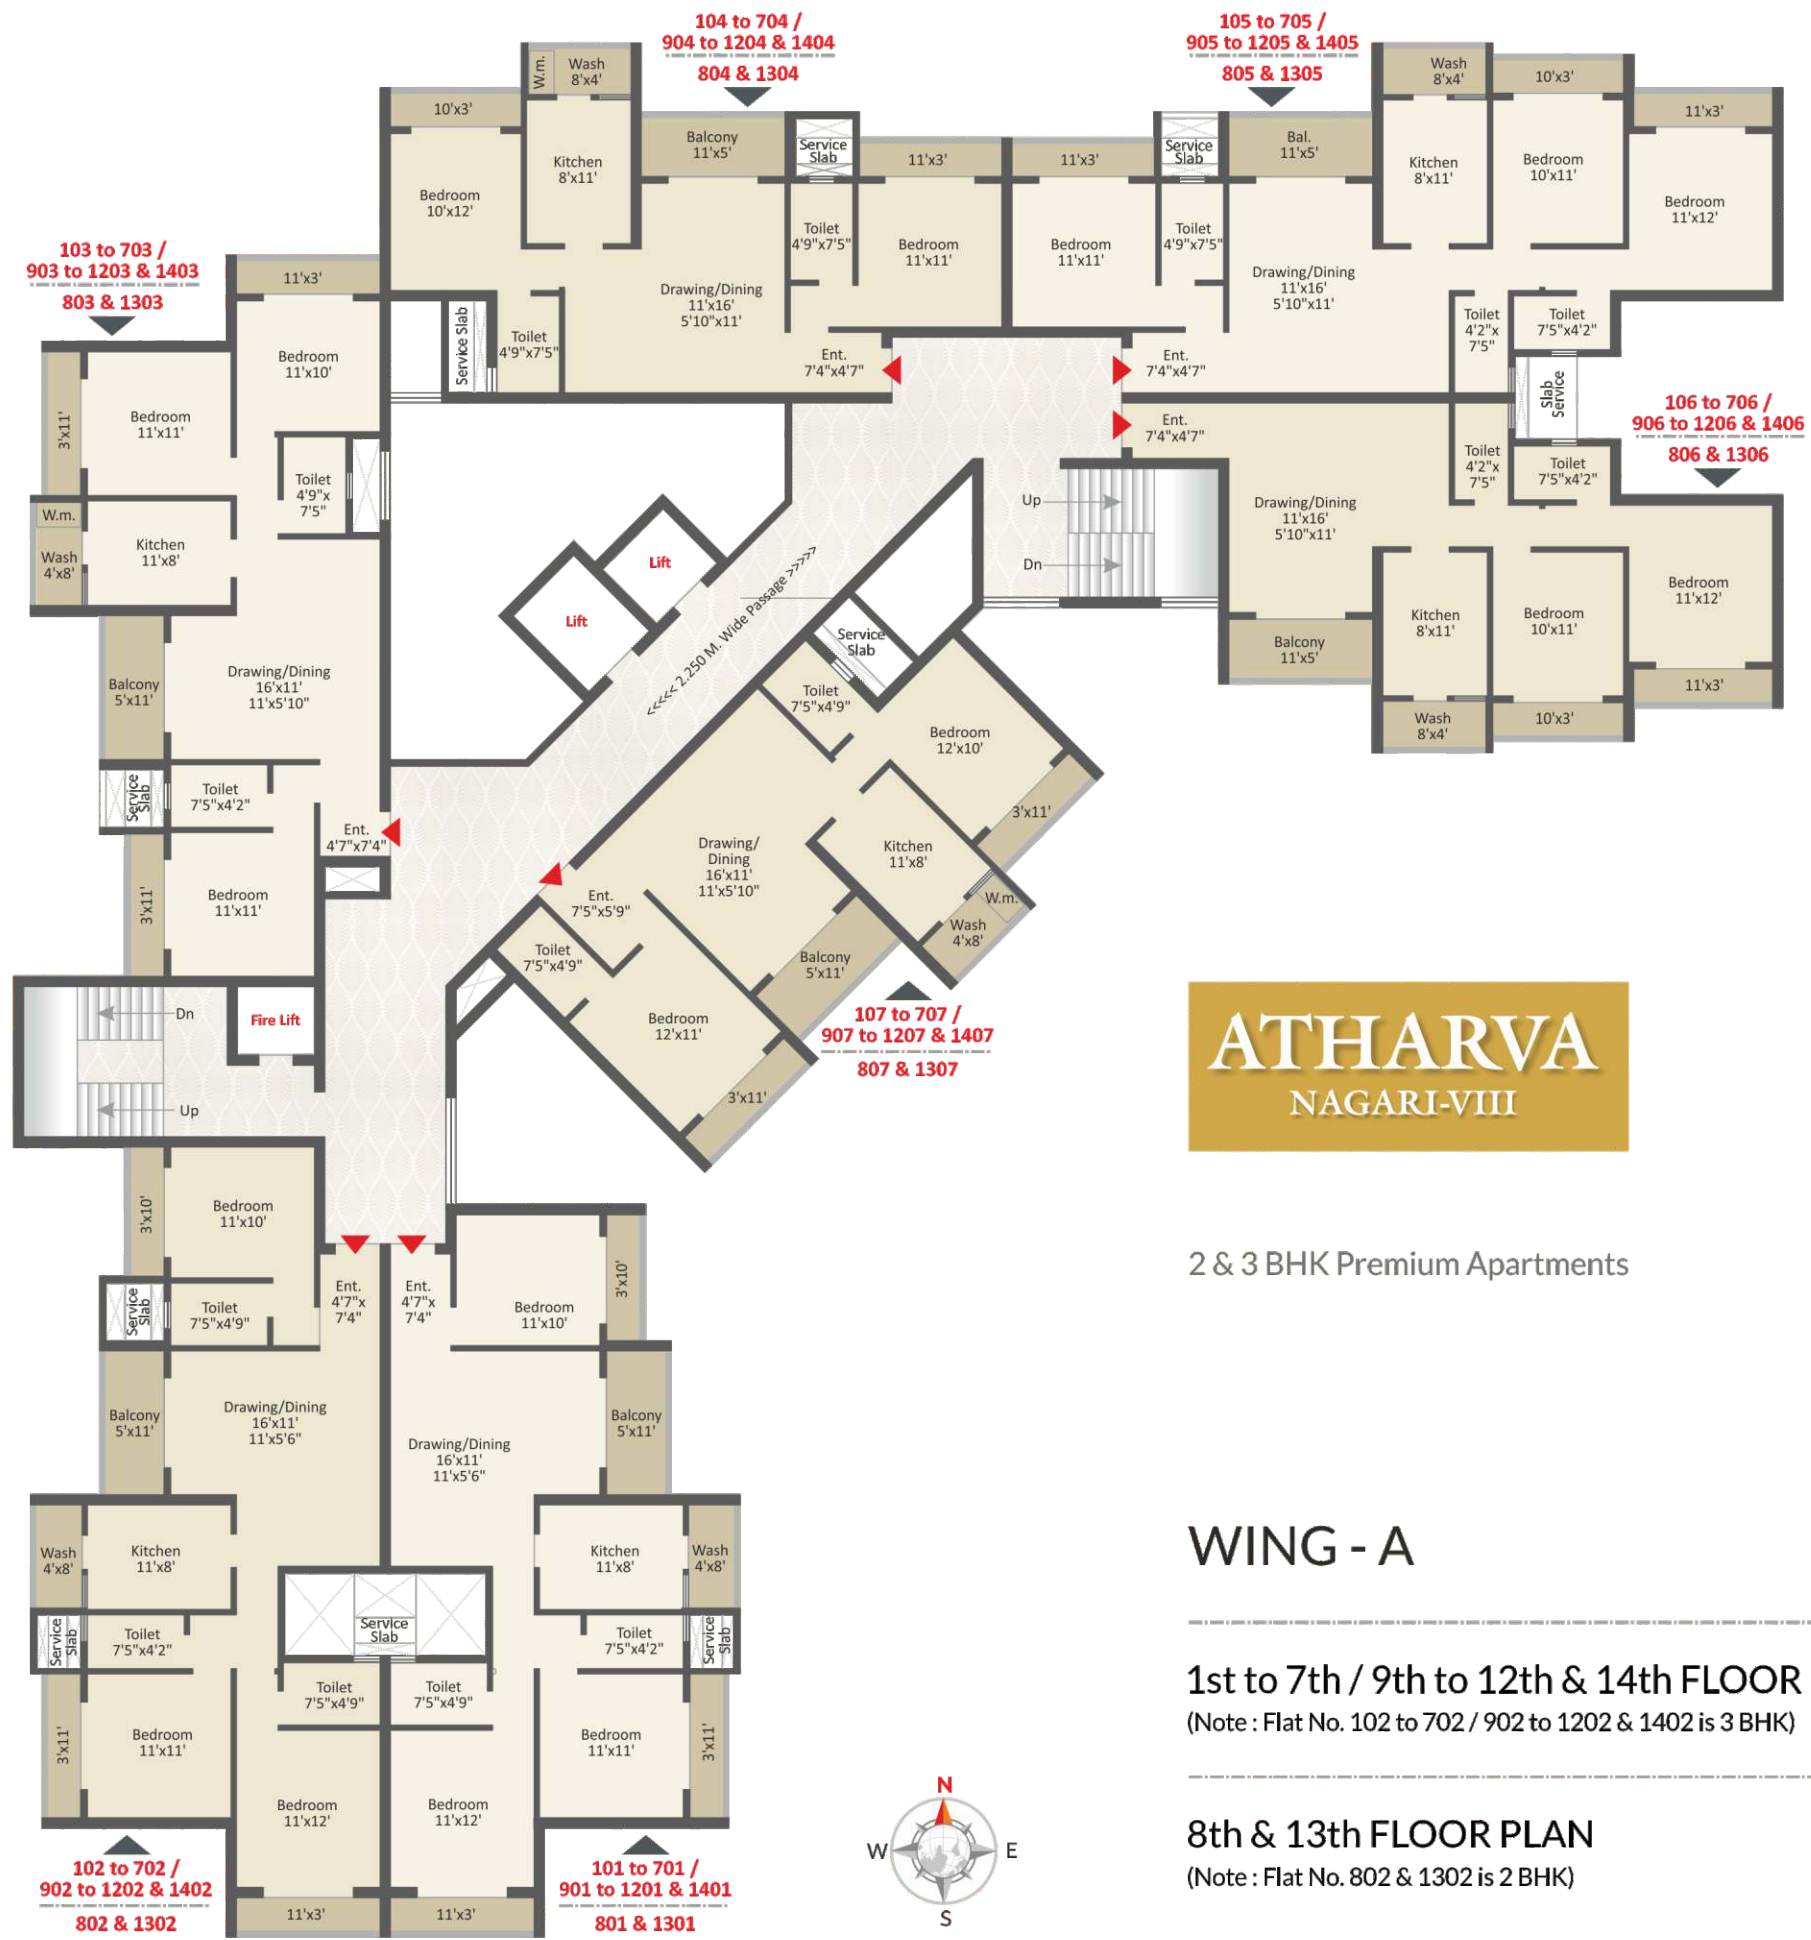 104 to 704 /
904 to 1204 & 1404
804 & 1304
105 to 705 /
905 to 1205 & 1405
805 & 1305
W.m.
Wash
8'x4'
10'x3'
Kitchen
8'x11'
Balcony
11'x5'
Service
Slab
11'x3'
Bedroom
10'x12'
Toilet
4'9"x7'5"
Bedroom
11'x11'
Drawing/Dining
11'x16'
5'10"x11'
Service Slab
Toilet
4'9"x7'5"
Ent.
7'4"x4'7"
11'x3'
Service
Slab
Bal.
11'x5'
Wash
8'x4'
10'x3'
11'x3'
Bedroom
11'x11'
Toilet
4'9"x7'5"
Kitchen
8'x11'
Bedroom
10'x11'
Bedroom
11'x12'
Drawing/Dining
11'x16'
5'10"x11'
Toilet
4'2"x
7'5"
Toilet
7'5"x4'2"
Ent.
7'4"x4'7"
Slab
Service
103 to 703 /
903 to 1203 & 1403
803 & 1303
11'x3'
Bedroom
11'x10'
3'x11'
Bedroom
11'x11'
Toilet
4'9"x
7'5"
W.m.
Wash
4'x8'
Kitchen
11'x8'
Balcony
5'x11'
Drawing/Dining
16'x11'
11'x5'10"
Service
Slab
Toilet
7'5"x4'2"
Ent.
4'7"x7'4"
3'x11'
Bedroom
11'x11'
106 to 706 /
906 to 1206 & 1406
806 & 1306
Ent.
7'4"x4'7"
Toilet
4'2"x
7'5"
Toilet
7'5"x4'2"
Up
Dn
Drawing/Dining
11'x16'
5'10"x11'
Bedroom
11'x12'
Kitchen
8'x11'
Bedroom
10'x11'
Balcony
11'x5'
11'x3'
Wash
8'x4'
10'x3'
Lift
Lift
<<<<< 2.250 M. Wide Passage >>>>>
Service
Slab
Toilet
7'5"x4'9"
Bedroom
12'x10'
3'x11'
Drawing/
Dining
16'x11'
11'x5'10"
Kitchen
11'x8'
W.m.
Wash
4'x8'
Ent.
7'5"x5'9"
Toilet
7'5"x4'9"
Balcony
5'x11'
Bedroom
12'x11'
3'x11'
107 to 707 /
907 to 1207 & 1407
807 & 1307
Dn
Fire Lift
Up
ATHARVA
NAGARI-VIII
2 & 3 BHK Premium Apartments
3'x10'
Bedroom
11'x10'
Service
Slab
Toilet
7'5"x4'9"
Ent.
4'7"x
7'4"
Balcony
5'x11'
Drawing/Dining
16'x11'
11'x5'6"
Wash
4'x8'
Kitchen
11'x8'
Service
Slab
Toilet
7'5"x4'2"
Service
Slab
Toilet
7'5"x4'9"
3'x11'
Bedroom
11'x11'
Bedroom
11'x12'
11'x3'
102 to 702 /
902 to 1202 & 1402
802 & 1302
Ent.
4'7"x
7'4"
Bedroom
11'x10'
3'x10'
Drawing/Dining
16'x11'
11'x5'6"
Balcony
5'x11'
Kitchen
11'x8'
Wash
4'x8'
Toilet
7'5"x4'2"
Service
Slab
Toilet
7'5"x4'9"
Bedroom
11'x11'
3'x11'
Bedroom
11'x12'
11'x3'
101 to 701 /
901 to 1201 & 1401
801 & 1301
N
W
E
S
WING - A
1st to 7th / 9th to 12th & 14th FLOOR
(Note : Flat No. 102 to 702 / 902 to 1202 & 1402 is 3 BHK)
8th & 13th FLOOR PLAN
(Note : Flat No. 802 & 1302 is 2 BHK)